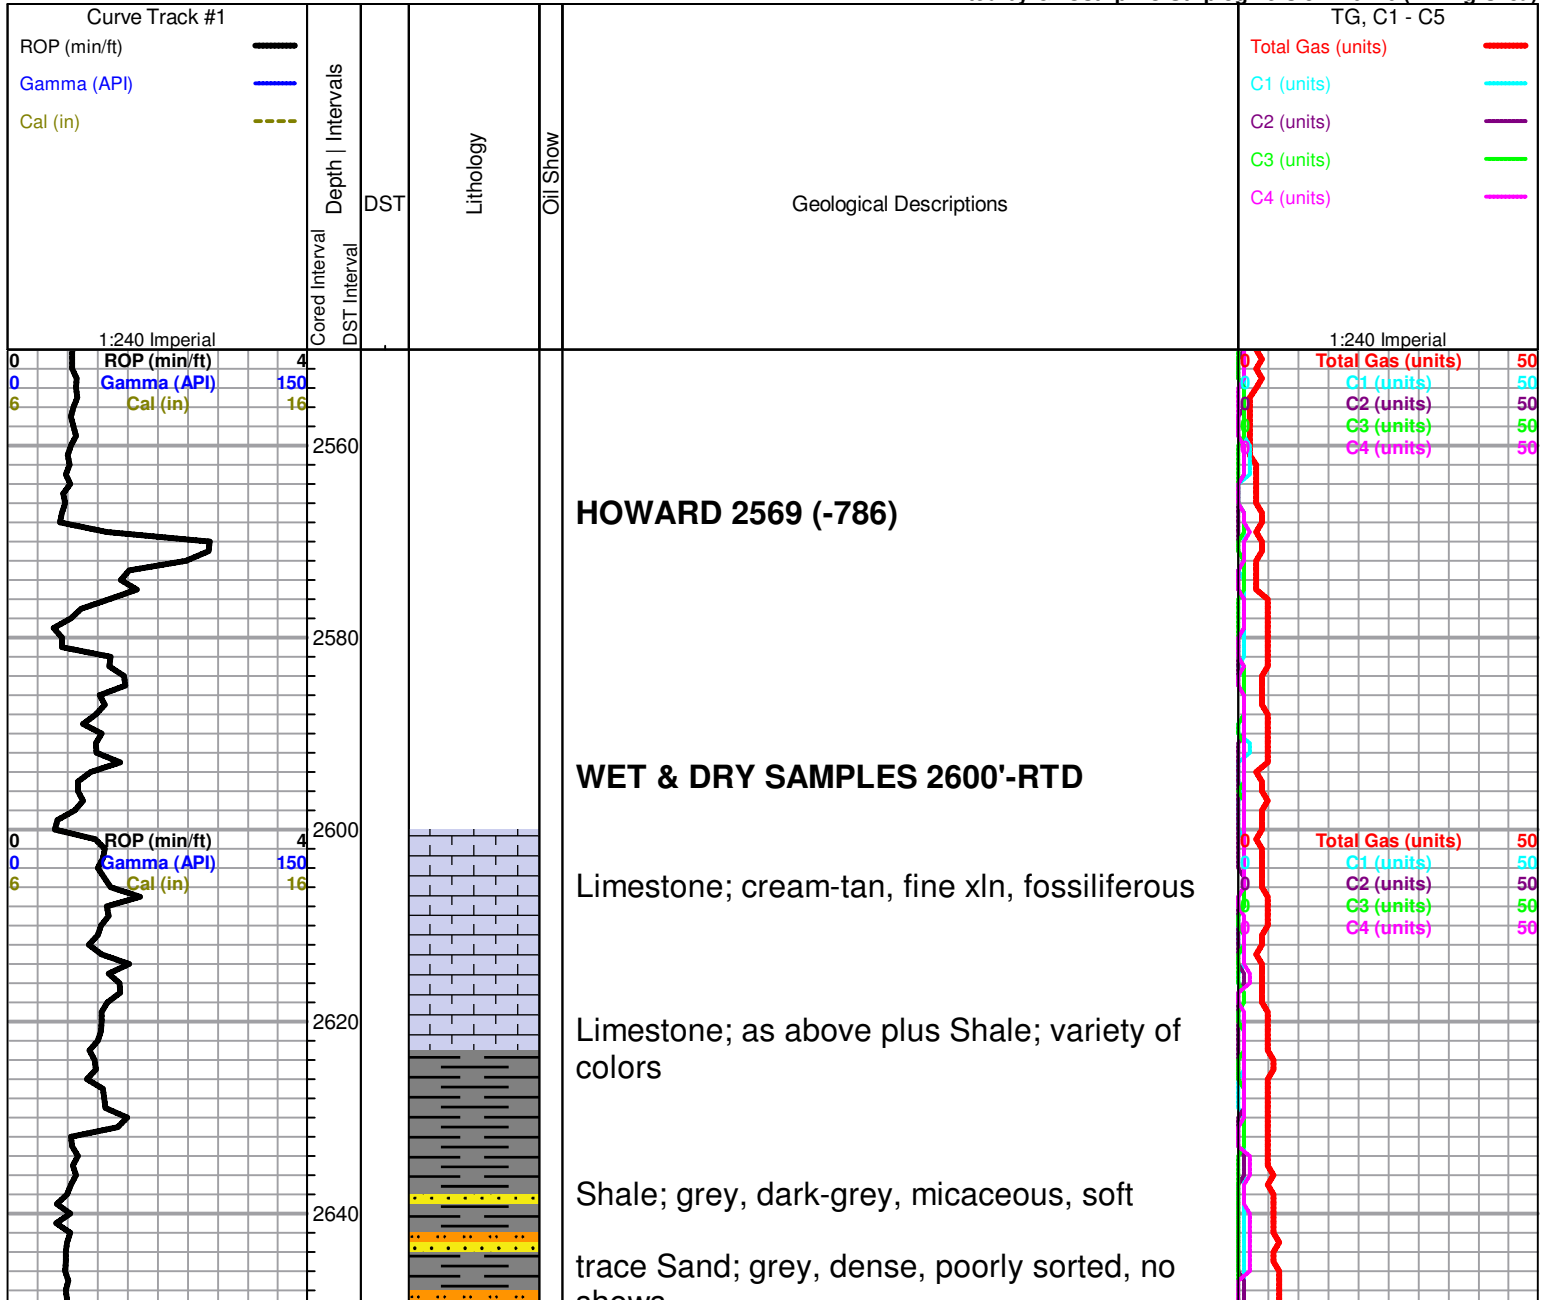 Curve Track #1
ROP (min/ft)
Gamma (API)
Cal (in)
1:240 Imperial
Depth | Intervals
Cored Interval
DST Interval
DST
Lithology
Oil Show
Geological Descriptions
TG, C1 - C5
Total Gas (units)
C1 (units)
C2 (units)
C3 (units)
C4 (units)
1:240 Imperial
0 ROP (min/ft) 4
0 Gamma (API) 150
6 Cal (in) 16
0 Total Gas (units) 50
0 C1 (units) 50
0 C2 (units) 50
0 C3 (units) 50
0 C4 (units) 50
2560
HOWARD 2569 (-786)
2580
WET & DRY SAMPLES 2600'-RTD
2600
0 ROP (min/ft) 4
0 Gamma (API) 150
6 Cal (in) 16
0 Total Gas (units) 50
0 C1 (units) 50
0 C2 (units) 50
0 C3 (units) 50
0 C4 (units) 50
Limestone; cream-tan, fine xln, fossiliferous
2620
Limestone; as above plus Shale; variety of
colors
Shale; grey, dark-grey, micaceous, soft
2640
trace Sand; grey, dense, poorly sorted, no